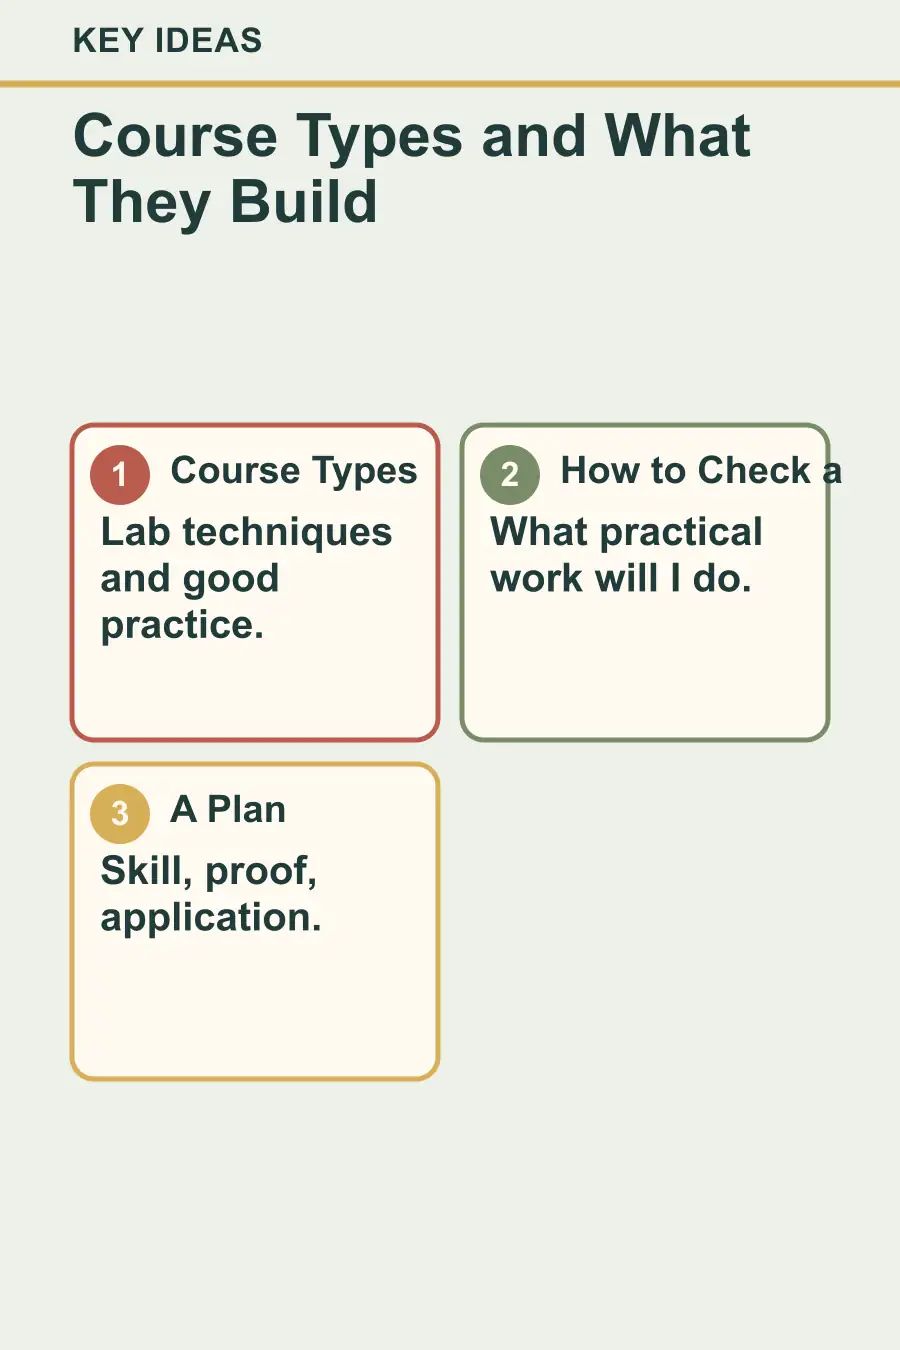 KEY IDEAS
Course Types and What
They Build
1
Course Types
Lab techniques
and good
practice.
2
How to Check a
What practical
work will I do.
3
A Plan
Skill, proof,
application.